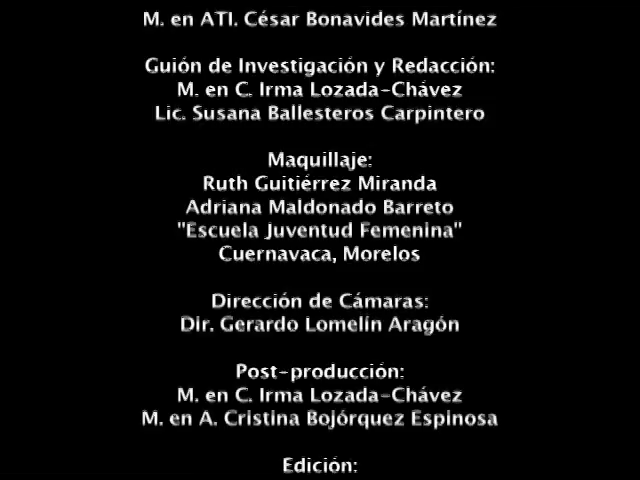 M. en ATI. César Bonavides Martínez
Guión de Investigación y Redacción:
M. en C. Irma Lozada-Chávez
Lic. Susana Ballesteros Carpintero
Maquillaje:
Ruth Guitiérrez Miranda
Adriana Maldonado Barreto
"Escuela Juventud Femenina"
Cuernavaca, Morelos
Dirección de Cámaras:
Dir. Gerardo Lomelín Aragón
Post-producción:
M. en C. Irma Lozada-Chávez
M. en A. Cristina Bojórquez Espinosa
Edición: